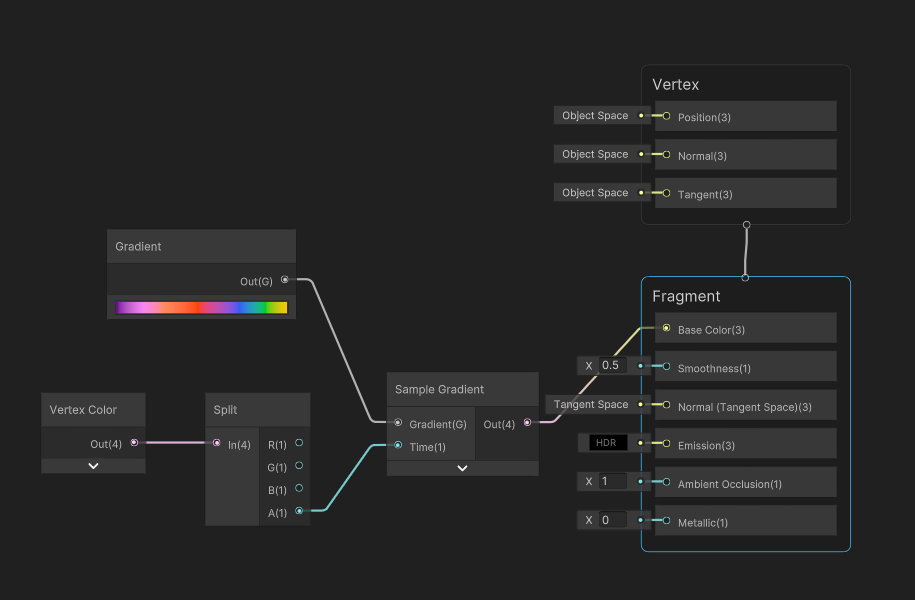 Vertex
Object Space
Position(3)
Object Space
Normal(3)
Object Space
Tangent(3)
Gradient
Out(G)
Vertex Color
Out(4)
Split
In(4)
R(1)
G(1)
B(1)
A(1)
Sample Gradient
Gradient(G)
Out(4)
Time(1)
Fragment
Base Color(3)
X 0.5
Smoothness(1)
Tangent Space
Normal (Tangent Space)(3)
HDR
Emission(3)
X 1
Ambient Occlusion(1)
X 0
Metallic(1)